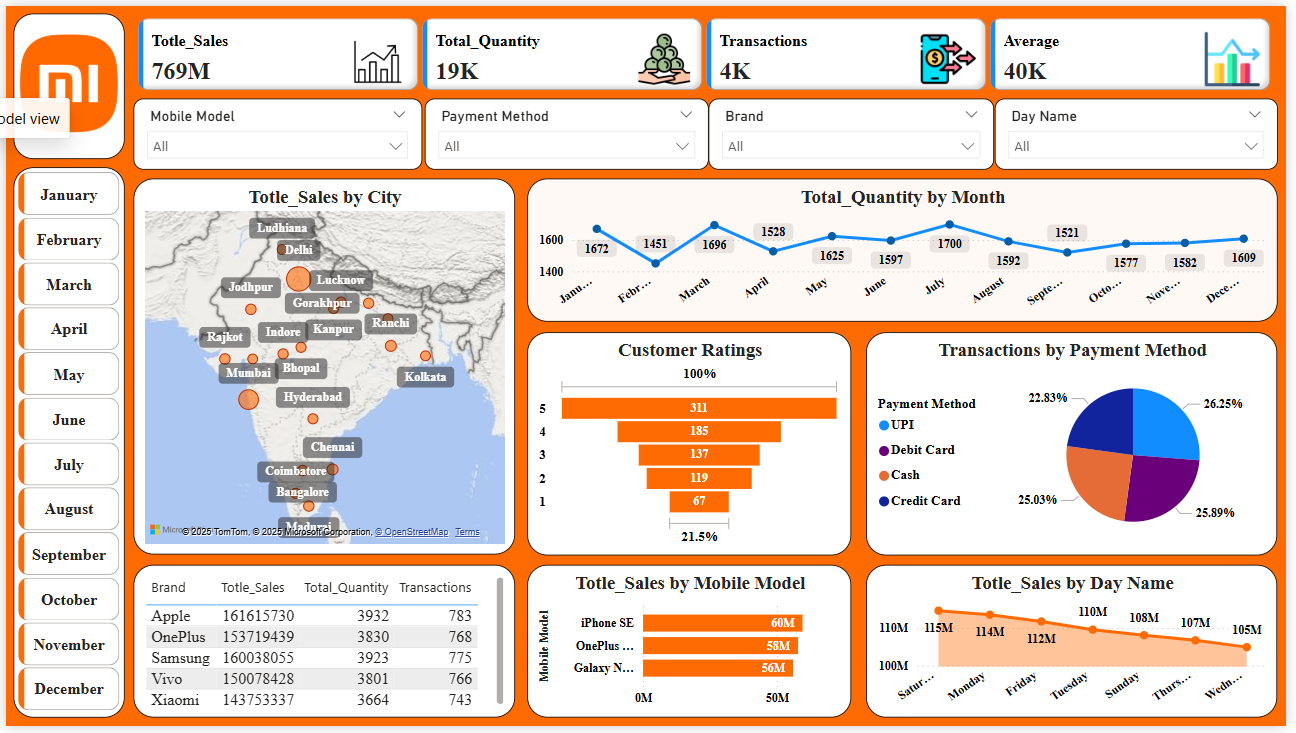 Totle_Sales
769M
Total_Quantity
19K
Transactions
4K
Average
40K
mi
odel view
Mobile Model
All
Payment Method
All
Brand
All
Day Name
All
January
February
March
April
May
June
July
August
September
October
November
December
Totle_Sales by City
Ludhiana
Delhi
Lucknow
Jodhpur
Gorakhpur
Ranchi
Kanpur
Indore
Rajkot
Bhopal
Mumbai
Kolkata
Hyderabad
Chennai
Coimbatore
Bangalore
Madurai
© 2025 TomTom, © 2025 Microsoft Corporation, © OpenStreetMap Terms
Total_Quantity by Month
1600
1400
1672
1451
1696
1528
1625
1597
1700
1592
1521
1577
1582
1609
Janu...
Febr...
March
April
May
June
July
August
Septe...
Octo...
Nove...
Dece...
Customer Ratings
100%
5 311
4 185
3 137
2 119
1 67
21.5%
Transactions by Payment Method
Payment Method
UPI
Debit Card
Cash
Credit Card
22.83%
26.25%
25.03%
25.89%
Brand Totle_Sales Total_Quantity Transactions
Apple 161615730 3932 783
OnePlus 153719439 3830 768
Samsung 160038055 3923 775
Vivo 150078428 3801 766
Xiaomi 143753337 3664 743
Totle_Sales by Mobile Model
Mobile Model
iPhone SE 60M
OnePlus ... 58M
Galaxy N... 56M
0M 50M
Totle_Sales by Day Name
110M
100M
115M
114M
112M
110M
108M
107M
105M
Satur...
Monday
Friday
Tuesday
Sunday
Thurs...
Wedn...